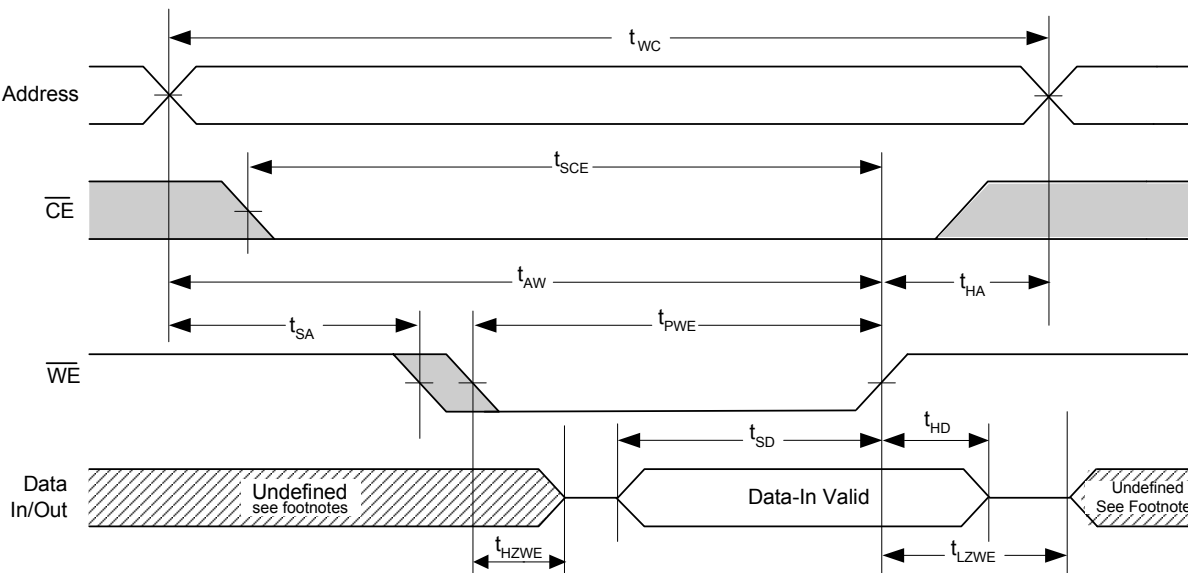 tWC
Address
tSCE
CE
tAW
tHA
tSA
tPWE
WE
tSD
tHD
Data
In/Out
Undefined
see footnotes
Data-In Valid
Undefined
See Footnote
tHZWE
tLZWE